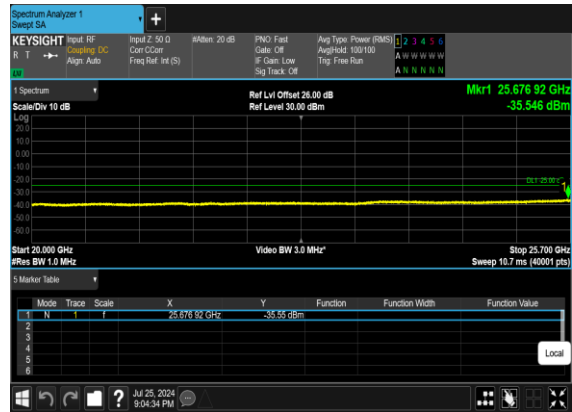 Spectrum Analyzer 1
Swept SA
KEYSIGHT Input: RF Input Z: 50 Ω #Atten: 20 dB PNO: Fast Avg Type: Power (RMS) 1 2 3 4 5 6
R T Coupling: DC Corr CCorr Gate: Off Avg|Hold: 100/100 A W W W W W
Align: Auto Freq Ref: Int (S) IF Gain: Low Trig: Free Run A N N N N N
Sig Track: Off
1 Spectrum Ref Lvl Offset 26.00 dB Mkr1 25.676 92 GHz
Scale/Div 10 dB Ref Level 30.00 dBm -35.546 dBm
Log
20.0
10.0
0.00
-10.0
-20.0
DL1 -25.00
1
-30.0
-40.0
-50.0
-60.0
Start 20.000 GHz Video BW 3.0 MHz* Stop 25.700 GHz
#Res BW 1.0 MHz Sweep 10.7 ms (40001 pts)
5 Marker Table
Mode Trace Scale X Y Function Function Width Function Value
1 N 1 f 25.676 92 GHz -35.55 dBm
2
3
4
5
6
Local
Jul 25, 2024
9:04:34 PM